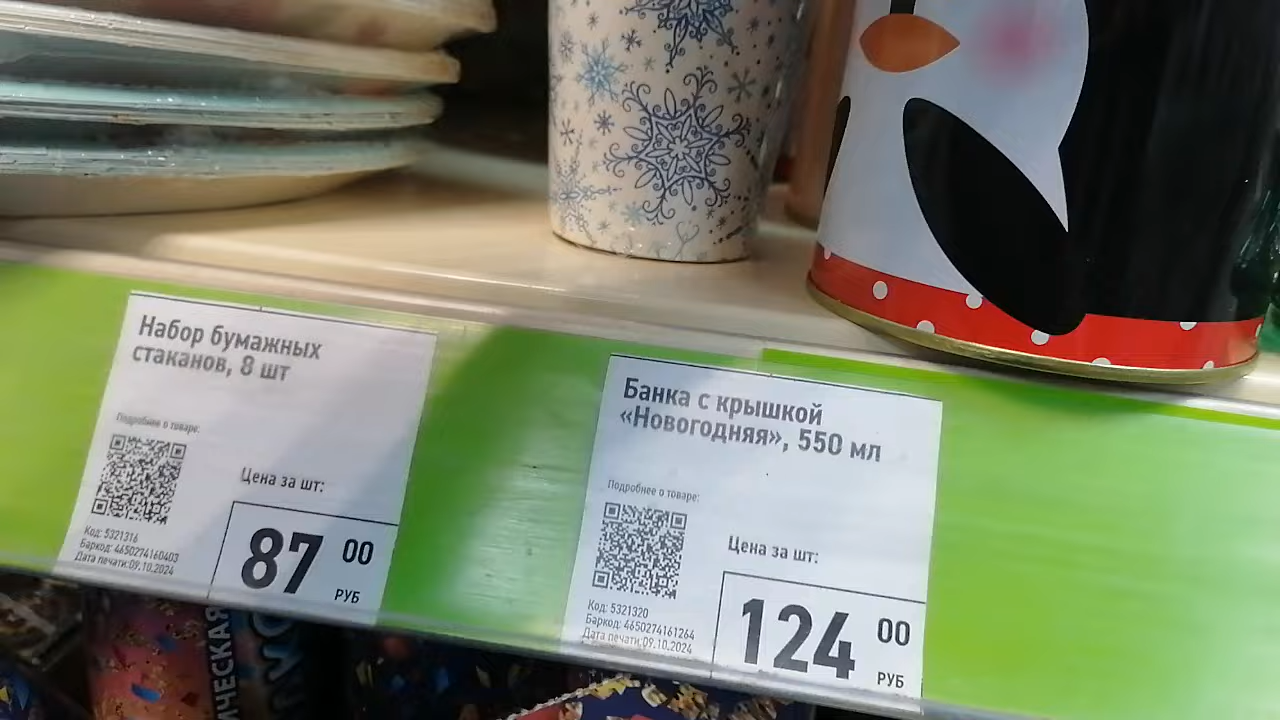 Набор бумажных
стаканов, 8 шт
Подробнее о товаре:
Цена за шт:
Код: 5321316
Баркод: 4650274160403
Дата печати:09.10.2024
87 00
РУБ
Банка с крышкой
«Новогодняя», 550 мл
Подробнее о товаре:
Цена за шт:
Код: 5321320
Баркод: 4650274161264
Дата печати:09.10.2024
124 00
РУБ